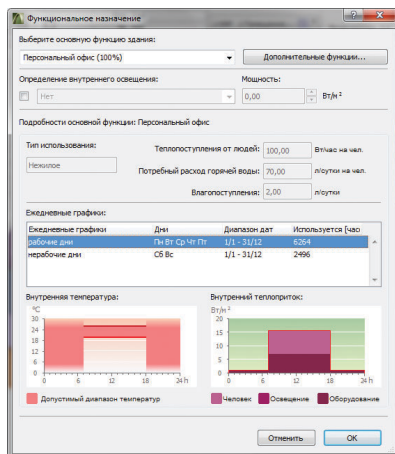 Функциональное назначение
Выберите основную функцию здания:
Персональный офис (100%)
Дополнительные функции...
Определение внутреннего освещения:
Мощность:
Нет
0,00
Вт/м²
Подробности основной функции: Персональный офис
Тип использования:
Нежилое
Теплопоступления от людей:
100,00
Вт/час на чел.
Потребный расход горячей воды:
70,00
л/сутки на чел.
Влагопоступления:
2,00
л/сутки
Ежедневные графики:
Ежедневные графики Дни Диапазон дат Используется [час
рабочие дни Пн Вт Ср Чт Пт 1/1 - 31/12 6264
нерабочие дни Сб Вс 1/1 - 31/12 2496
Внутренняя температура:
°C
30
24
18
12
6
0
0 6 12 18 24 h
Допустимый диапазон температур
Внутренний теплоприток:
Вт/м²
20
15
10
5
0
0 6 12 18 24 h
Человек Освещение Оборудование
Отменить
OK